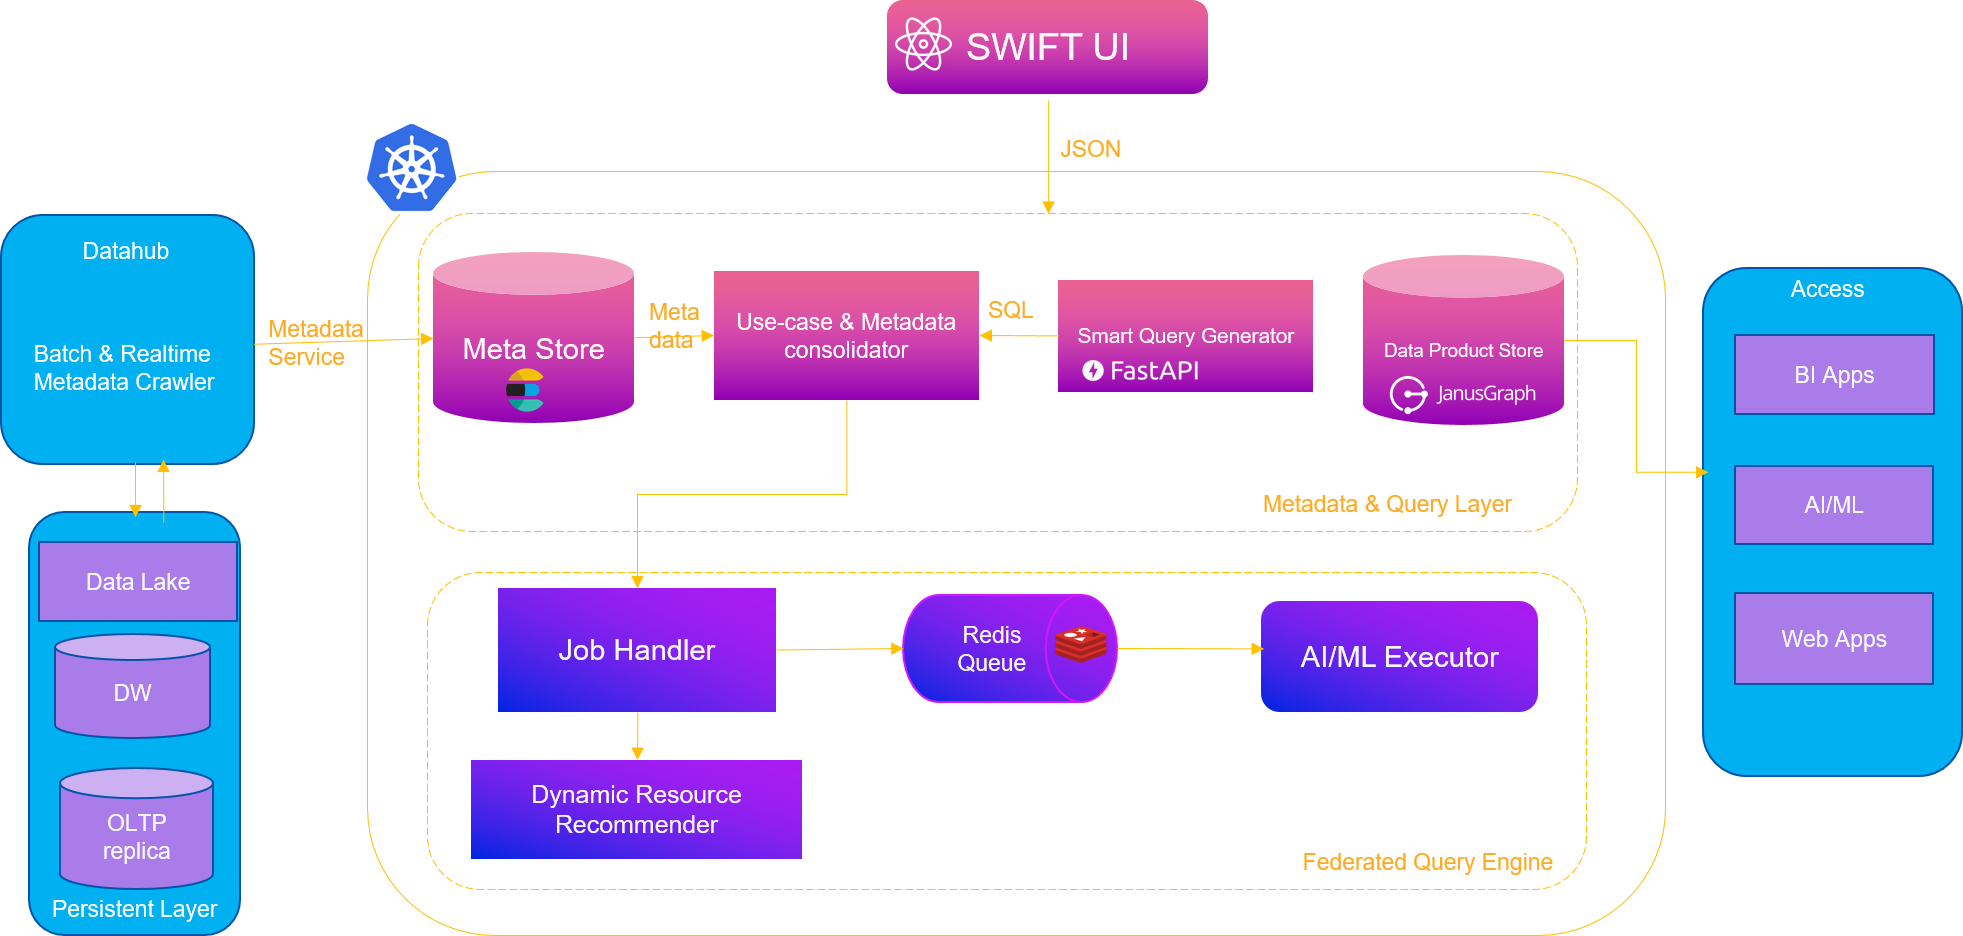 SWIFT UI
JSON
Datahub
Batch & Realtime
Metadata Crawler
Metadata
Service
Meta Store
Meta
data
Use-case & Metadata
consolidator
SQL
Smart Query Generator
FastAPI
Data Product Store
JanusGraph
Metadata & Query Layer
Access
BI Apps
AI/ML
Web Apps
Data Lake
DW
OLTP
replica
Persistent Layer
Job Handler
Redis
Queue
AI/ML Executor
Dynamic Resource
Recommender
Federated Query Engine